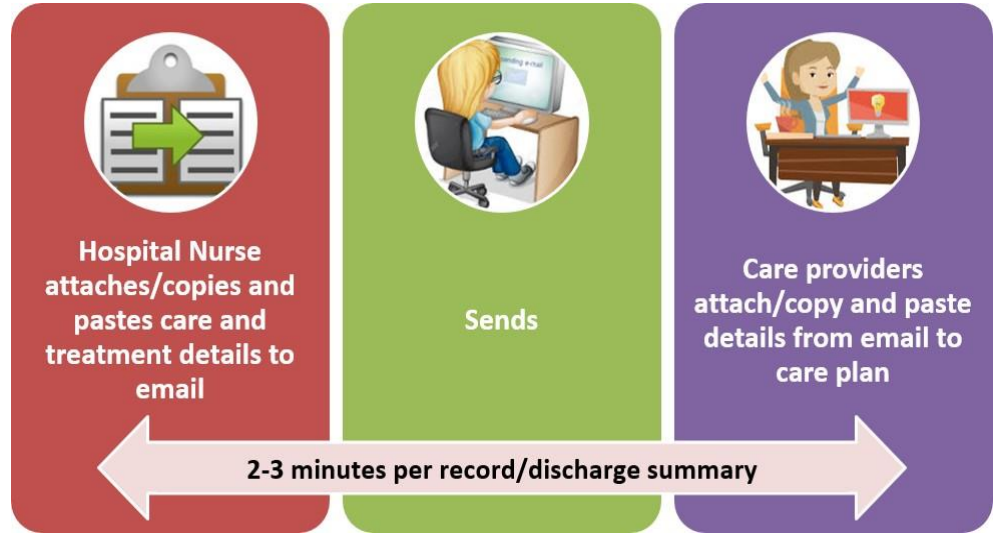 Hospital Nurse
attaches/copies and
pastes care and
treatment details to
email
Sends
Care providers
attach/copy and paste
details from email to
care plan
2-3 minutes per record/discharge summary